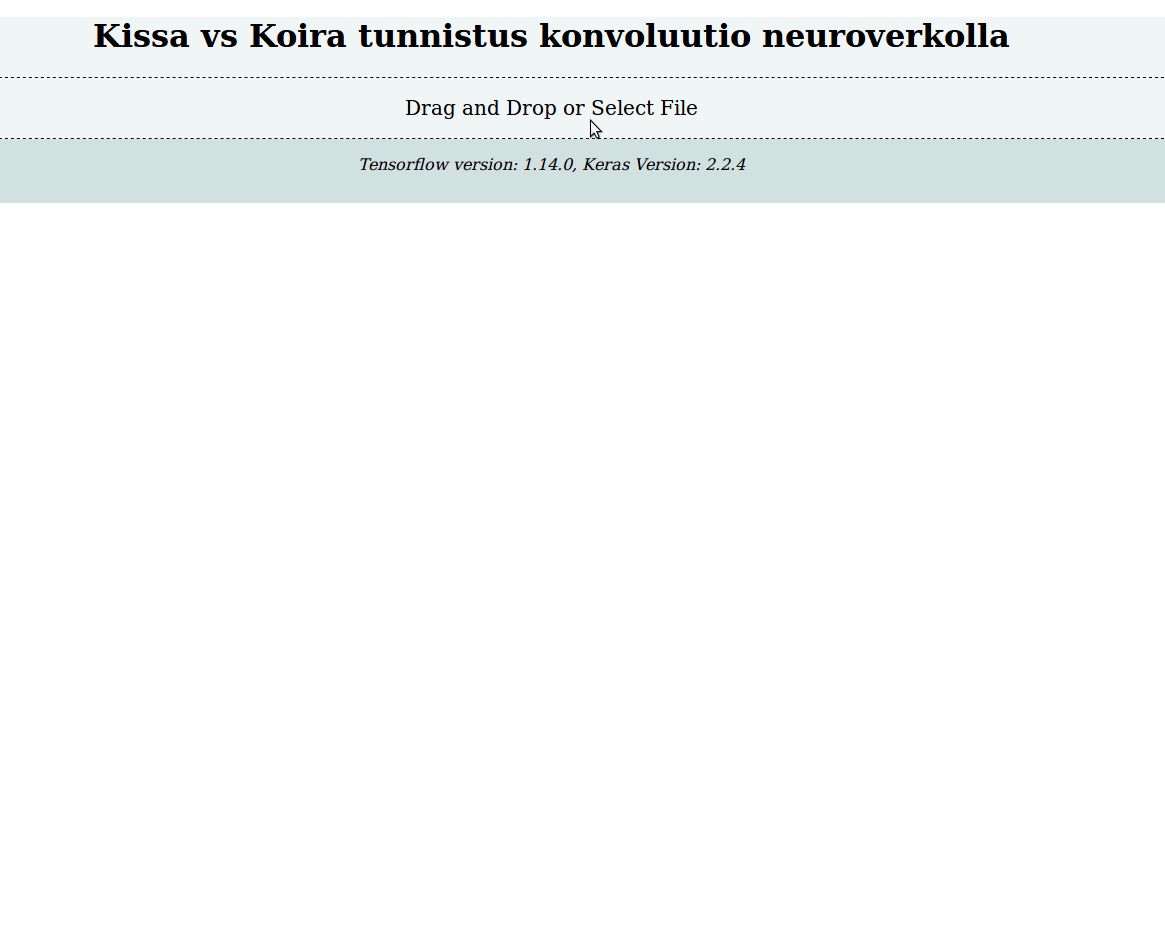 Kissa vs Koira tunnistus konvoluutio neuroverkolla
Drag and Drop or Select File
Tensorflow version: 1.14.0, Keras Version: 2.2.4